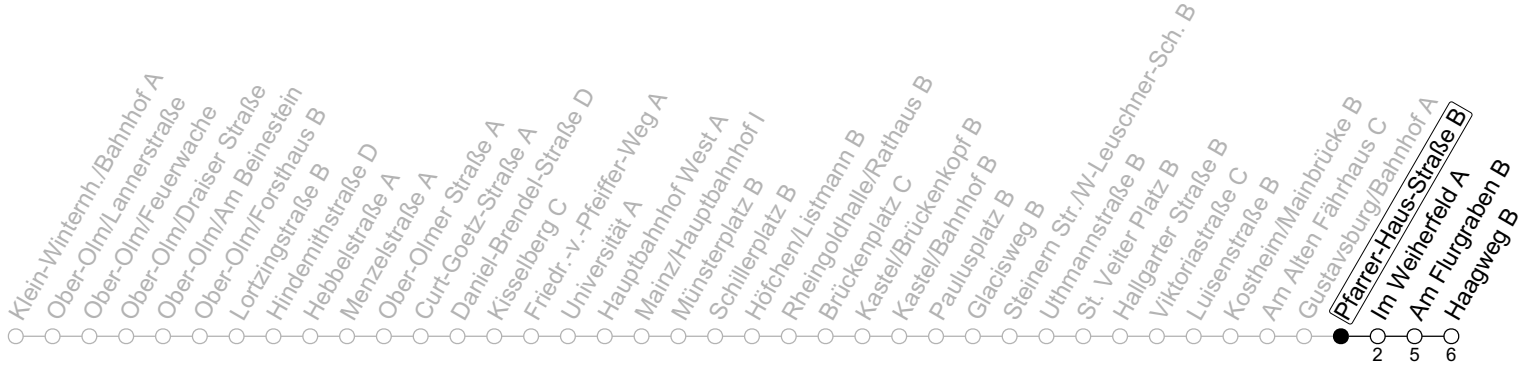 Klein-Winternh./Bahnhof A
Ober-Olm/Lannerstraße
Ober-Olm/Feuerwache
Ober-Olm/Draiser Straße
Ober-Olm/Am Beinestein
Ober-Olm/Forsthaus B
Lortzingstraße B
Hindemithstraße D
Hebbelstraße A
Menzelstraße A
Ober-Olmer Straße A
Curt-Goetz-Straße A
Daniel-Brendel-Straße D
Kisselberg C
Friedr.-v.-Pfeiffer-Weg A
Universität A
Hauptbahnhof West A
Mainz/Hauptbahnhof I
Münsterplatz B
Schillerplatz B
Höfchen/Listmann B
Rheingoldhalle/Rathaus B
Brückenplatz C
Kastel/Brückenkopf B
Kastel/Bahnhof B
Paulusplatz B
Glacisweg B
Steinern Str./W-Leuschner-Sch. B
Uthmannstraße B
St. Veiter Platz B
Hallgarter Straße B
Viktoriastraße C
Luisenstraße B
Kostheim/Mainbrücke B
Am Alten Fährhaus C
Gustavsburg/Bahnhof A
Pfarrer-Haus-Straße B
Im Weiherfeld A
Am Flurgraben B
Haagweg B
2 5 6